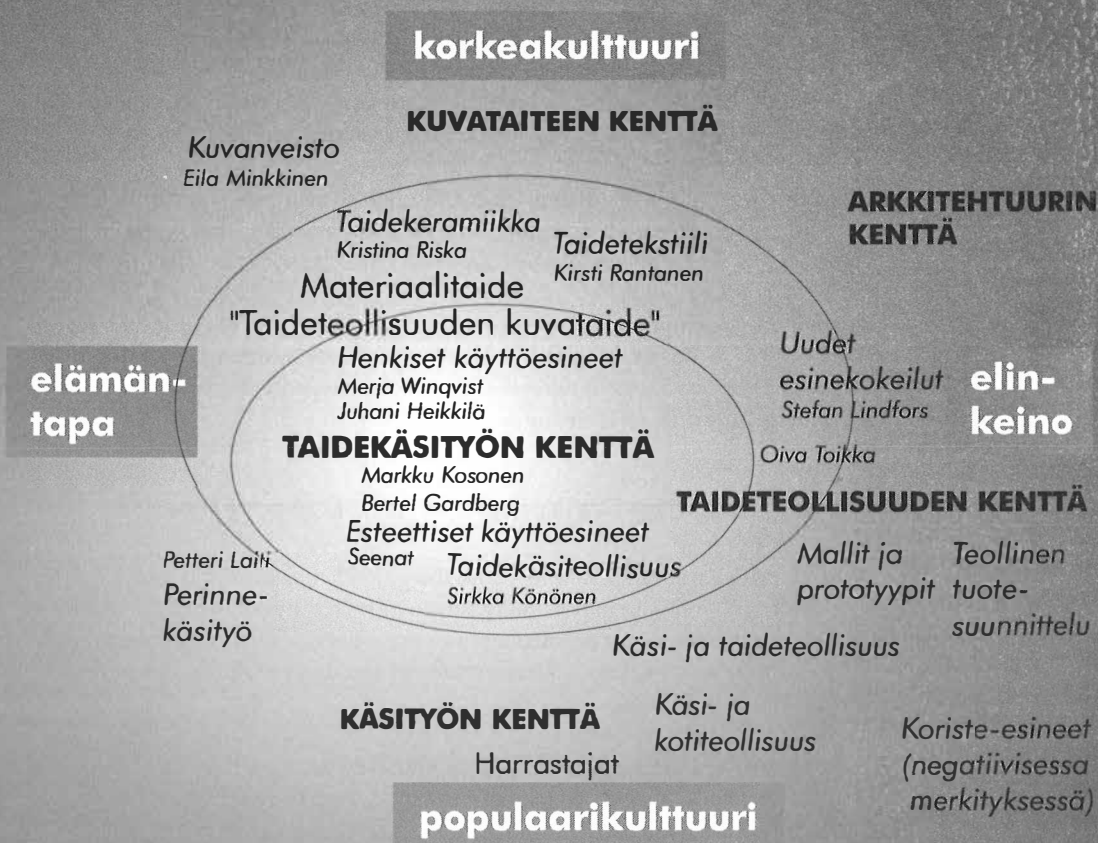 korkeakulttuuri
KUVATAITEEN KENTTÄ
Kuvanveisto
Eila Minkkinen
ARKKITEHTUURIN
KENTTÄ
Taidekeramiikka
Kristina Riska
Taidetekstiili
Kirsti Rantanen
Materiaalitaide
"Taideteollisuuden kuvataide"
Henkiset käyttöesineet
Merja Winqvist
Juhani Heikkilä
Uudet
esinekokeilut
Stefan Lindfors
elämän-
tapa
elin-
keino
TAIDEKÄSITYÖN KENTTÄ
Markku Kosonen
Bertel Gardberg
Oiva Toikka
TAIDETEOLLISUUDEN KENTTÄ
Esteettiset käyttöesineet
Seenat
Taidekäsiteollisuus
Sirkka Könönen
Petteri Laiti
Perinne-
käsityö
Mallit ja
prototyypit
Teollinen
tuote-
suunnittelu
Käsi- ja taideteollisuus
KÄSITYÖN KENTTÄ
Harrastajat
Käsi- ja
kotiteollisuus
Koriste-esineet
(negatiivisessa
merkityksessä)
populaarikulttuuri